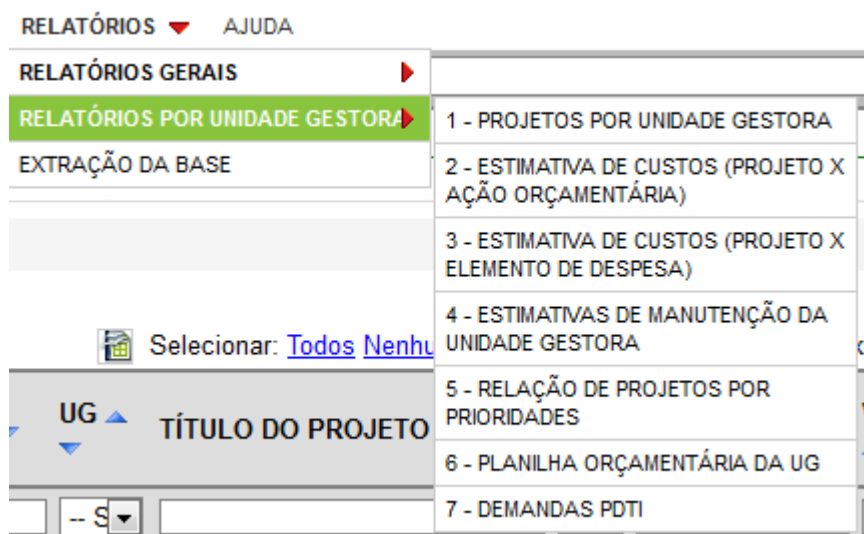 RELATÓRIOS AJUDA
RELATÓRIOS GERAIS
RELATÓRIOS POR UNIDADE GESTORA
EXTRAÇÃO DA BASE
1 - PROJETOS POR UNIDADE GESTORA
2 - ESTIMATIVA DE CUSTOS (PROJETO X
AÇÃO ORÇAMENTÁRIA)
3 - ESTIMATIVA DE CUSTOS (PROJETO X
ELEMENTO DE DESPESA)
4 - ESTIMATIVAS DE MANUTENÇÃO DA
UNIDADE GESTORA
5 - RELAÇÃO DE PROJETOS POR
PRIORIDADES
6 - PLANILHA ORÇAMENTÁRIA DA UG
7 - DEMANDAS PDTI
Selecionar: Todos Nenhu
UG TÍTULO DO PROJETO
-- S